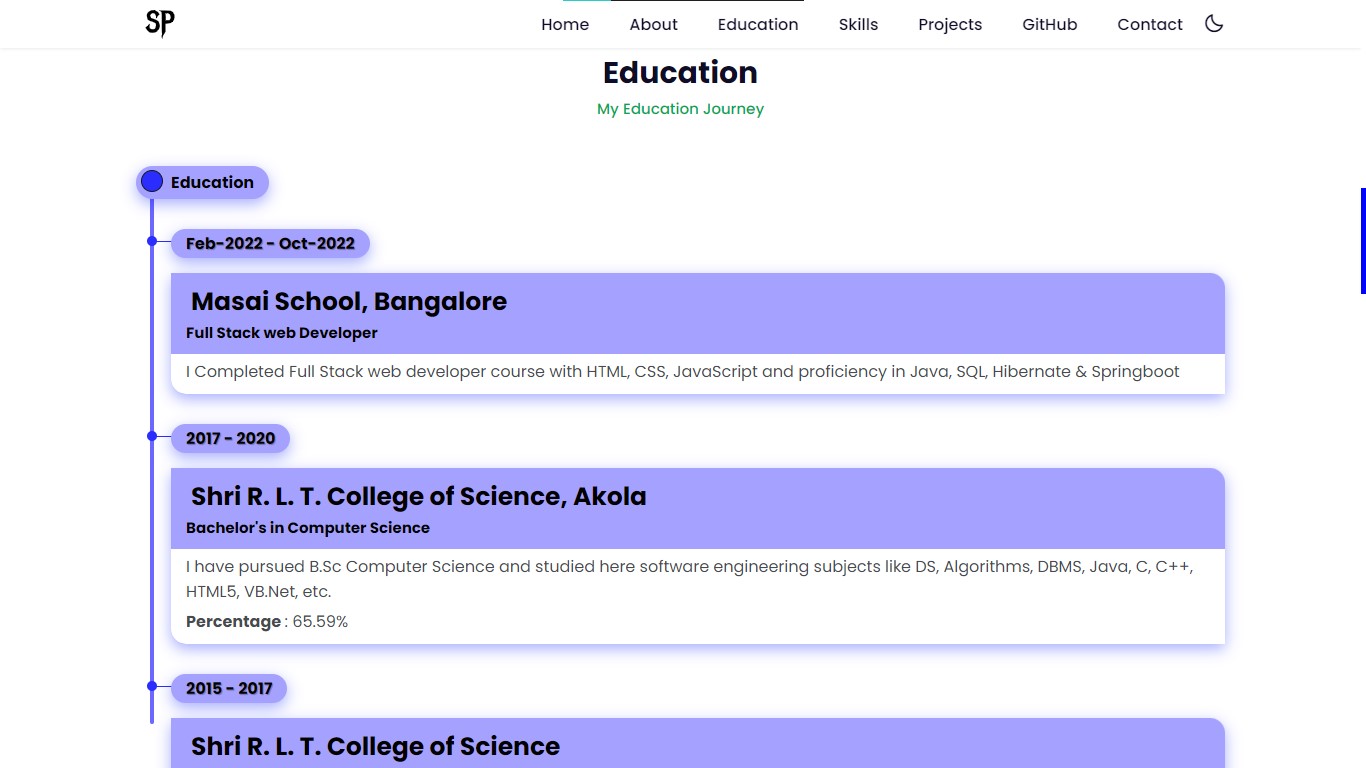 SP
Home About Education Skills Projects GitHub Contact
Education
My Education Journey
Education
Feb-2022 - Oct-2022
Masai School, Bangalore
Full Stack web Developer
I Completed Full Stack web developer course with HTML, CSS, JavaScript and proficiency in Java, SQL, Hibernate & Springboot
2017 - 2020
Shri R. L. T. College of Science, Akola
Bachelor's in Computer Science
I have pursued B.Sc Computer Science and studied here software engineering subjects like DS, Algorithms, DBMS, Java, C, C++,
HTML5, VB.Net, etc.
Percentage : 65.59%
2015 - 2017
Shri R. L. T. College of Science